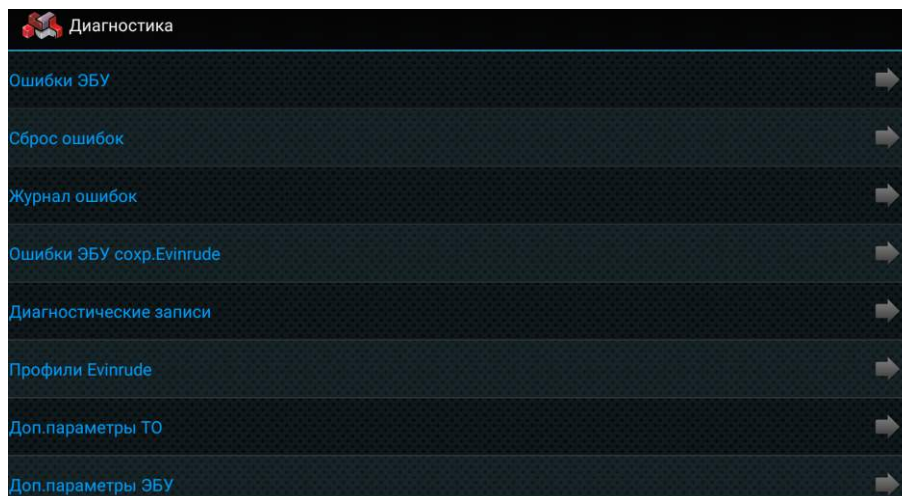 Диагностика
Ошибки ЭБУ
Сброс ошибок
Журнал ошибок
Ошибки ЭБУ сохр.Evinrude
Диагностические записи
Профили Evinrude
Доп.параметры ТО
Доп.параметры ЭБУ